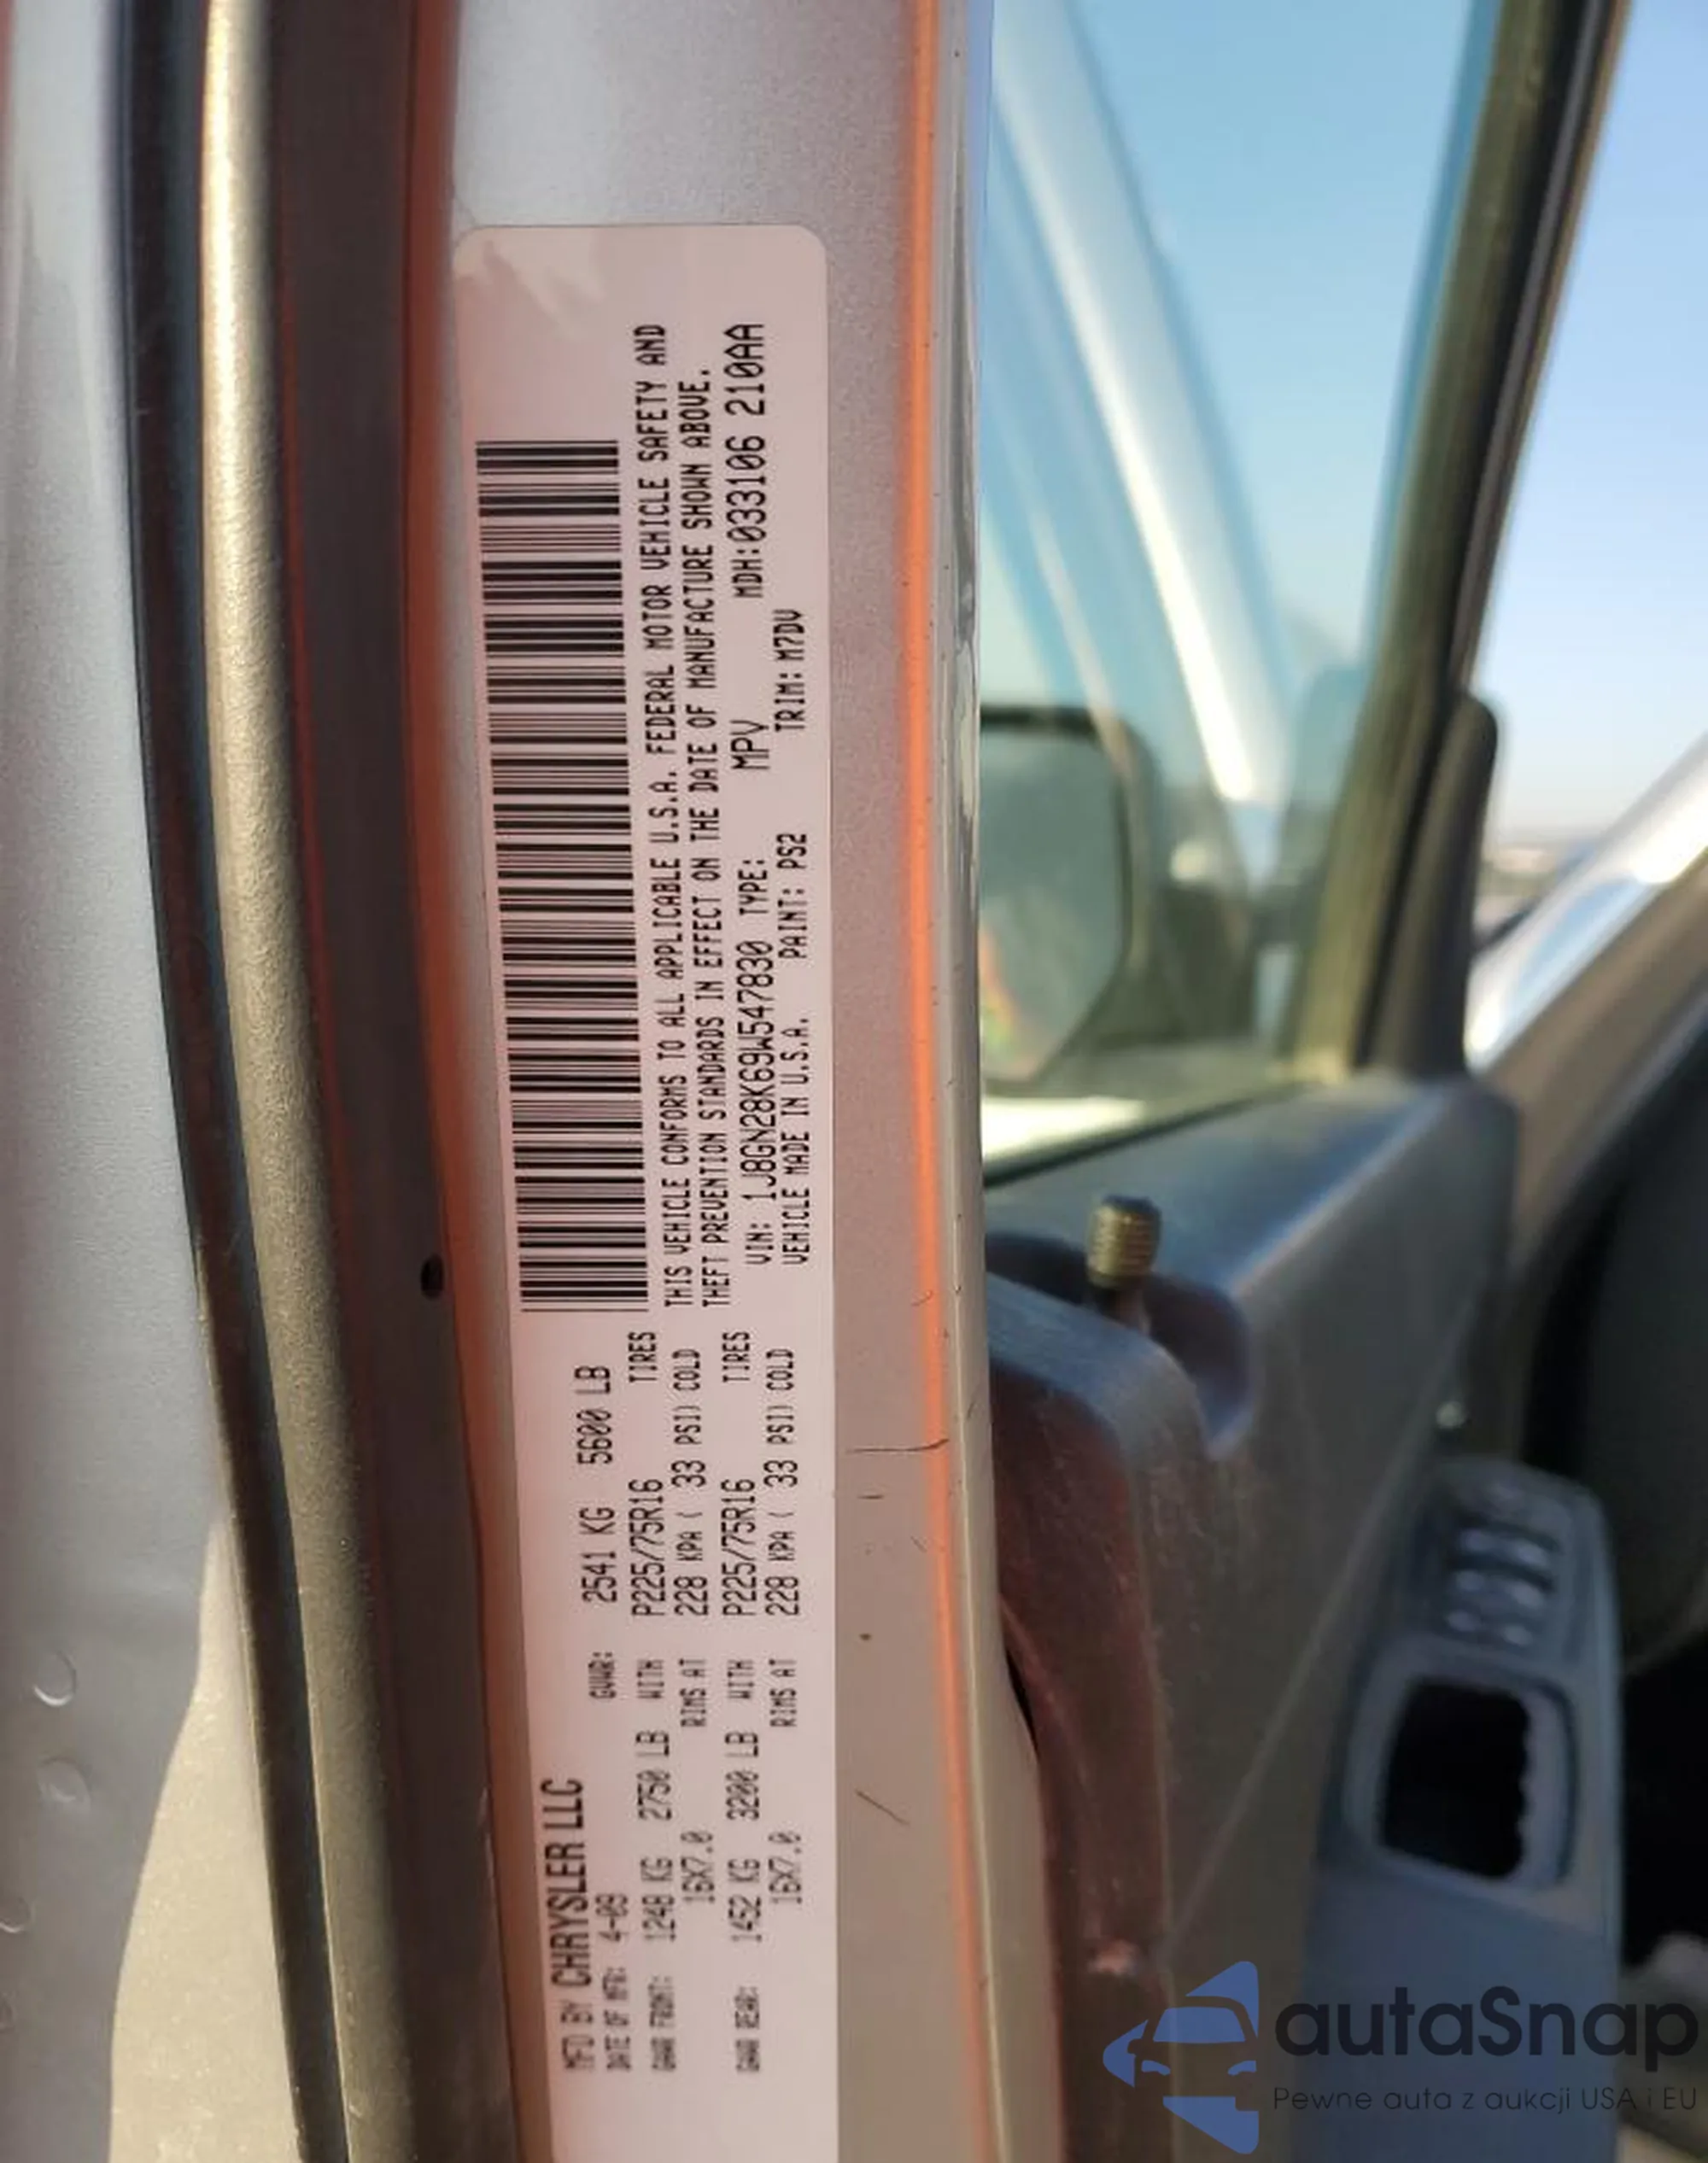 MFD BY CHRYSLER LLC
DATE OF MFR: 4-09 GVWR: 2541 KG 5600 LB
GAWR FRONT: 1248 KG 2750 LB WITH P225/75R16 TIRES
16X7.0 RIMS AT 228 KPA ( 33 PSI) COLD
GAWR REAR: 1452 KG 3200 LB WITH P225/75R16 TIRES
16X7.0 RIMS AT 228 KPA ( 33 PSI) COLD
THIS VEHICLE CONFORMS TO ALL APPLICABLE U.S.A. FEDERAL MOTOR VEHICLE SAFETY AND
THEFT PREVENTION STANDARDS IN EFFECT ON THE DATE OF MANUFACTURE SHOWN ABOVE.
VIN: 1J8GN28K69W547830 TYPE: MPV MDH:033106 210AA
VEHICLE MADE IN U.S.A. PAINT: PS2 TRIM: M7DV
autaSnap
Pewne auta z aukcji USA i EU